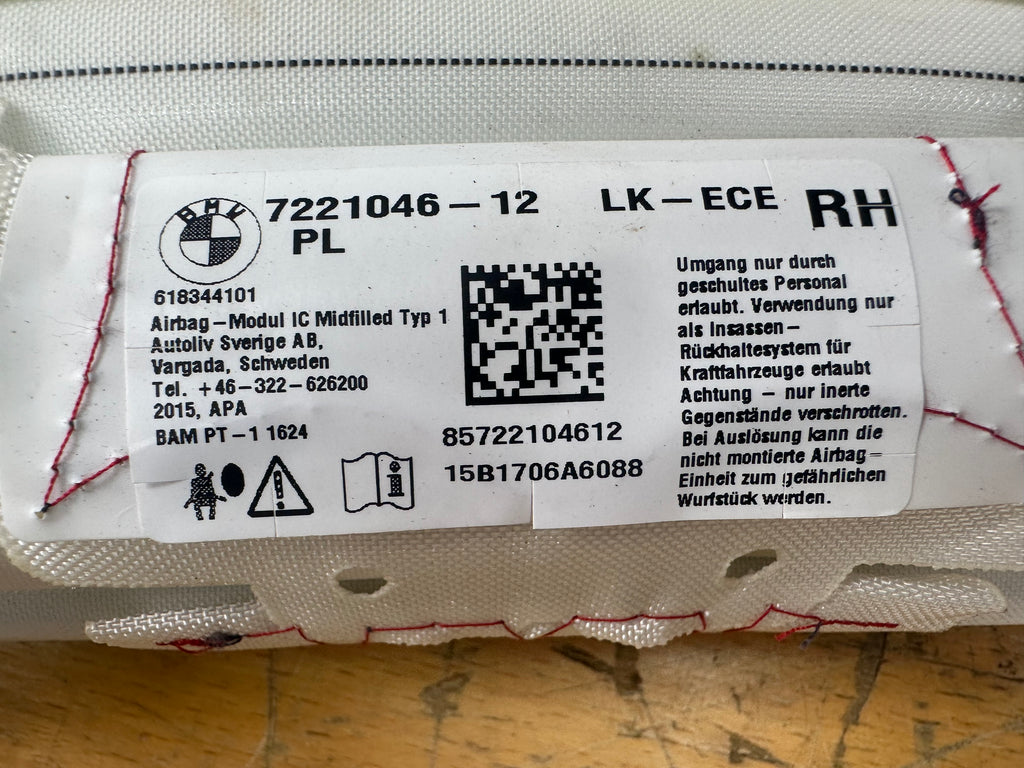 BMW
7221046-12 LK-ECE RH
PL
618344101
Airbag-Modul IC Midfilled Typ 1
Autoliv Sverige AB,
Vargada, Schweden
Tel. +46-322-626200
2015, APA
BAM PT-1 1624
85722104612
15B1706A6088
Umgang nur durch
geschultes Personal
erlaubt. Verwendung nur
als Insassen-
Rückhaltesystem für
Kraftfahrzeuge erlaubt
Achtung - nur inerte
Gegenstände verschrotten.
Bei Auslösung kann die
nicht montierte Airbag-
Einheit zum gefährlichen
Wurfstück werden.